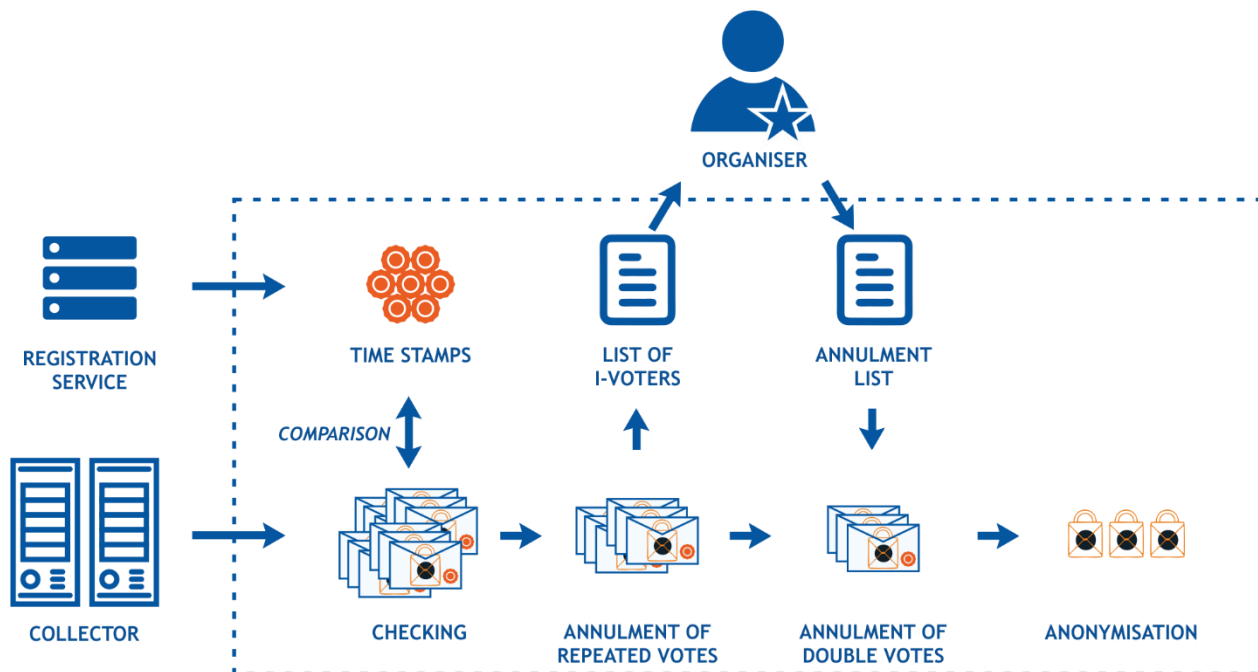 ORGANISER
REGISTRATION
SERVICE
TIME STAMPS
LIST OF
I-VOTERS
ANNULMENT
LIST
COMPARISON
COLLECTOR
CHECKING
ANNULMENT OF
REPEATED VOTES
ANNULMENT OF
DOUBLE VOTES
ANONYMISATION